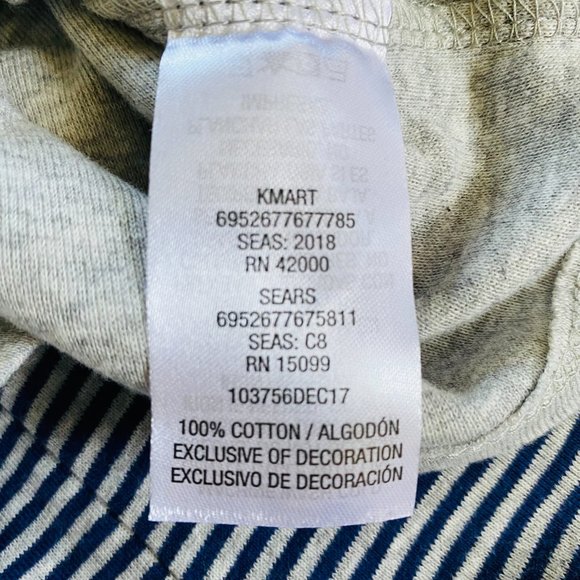 KMART
6952677677785
SEAS: 2018
RN 42000
SEARS
6952677675811
SEAS: C8
RN 15099
103756DEC17
100% COTTON / ALGODÓN
EXCLUSIVE OF DECORATION
EXCLUSIVO DE DECORACIÓN